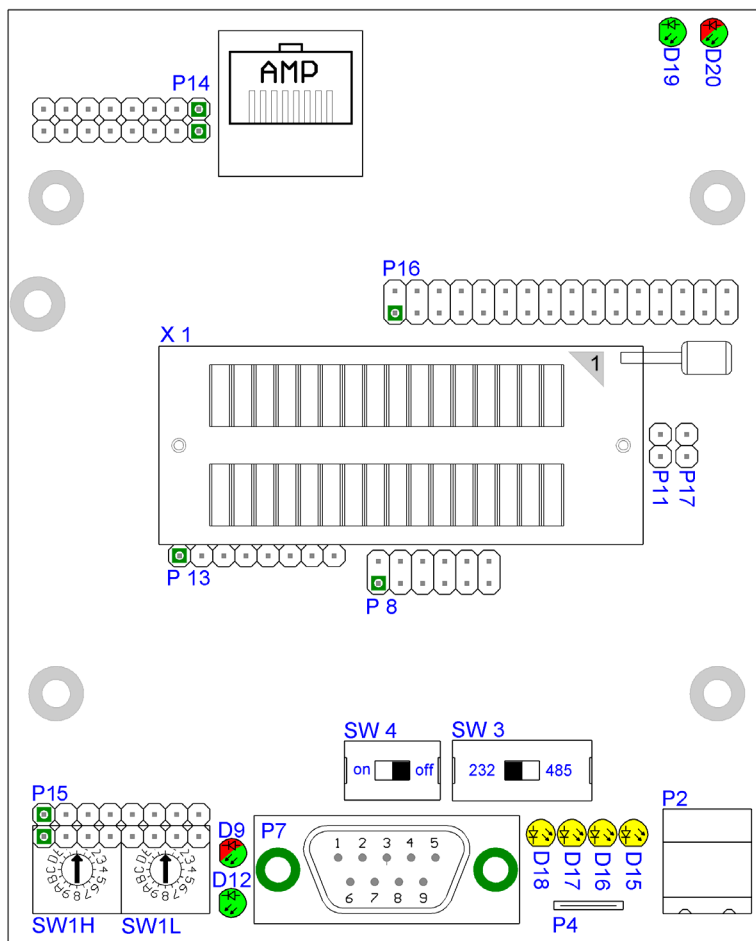 AMP
P14
D19
D20
P16
X 1
1
P11
P17
P 13
P 8
SW 4
on off
SW 3
232 485
P15
SW1H
SW1L
D9
D12
P7
1 2 3 4 5
6 7 8 9
D18
D17
D16
D15
P4
P2